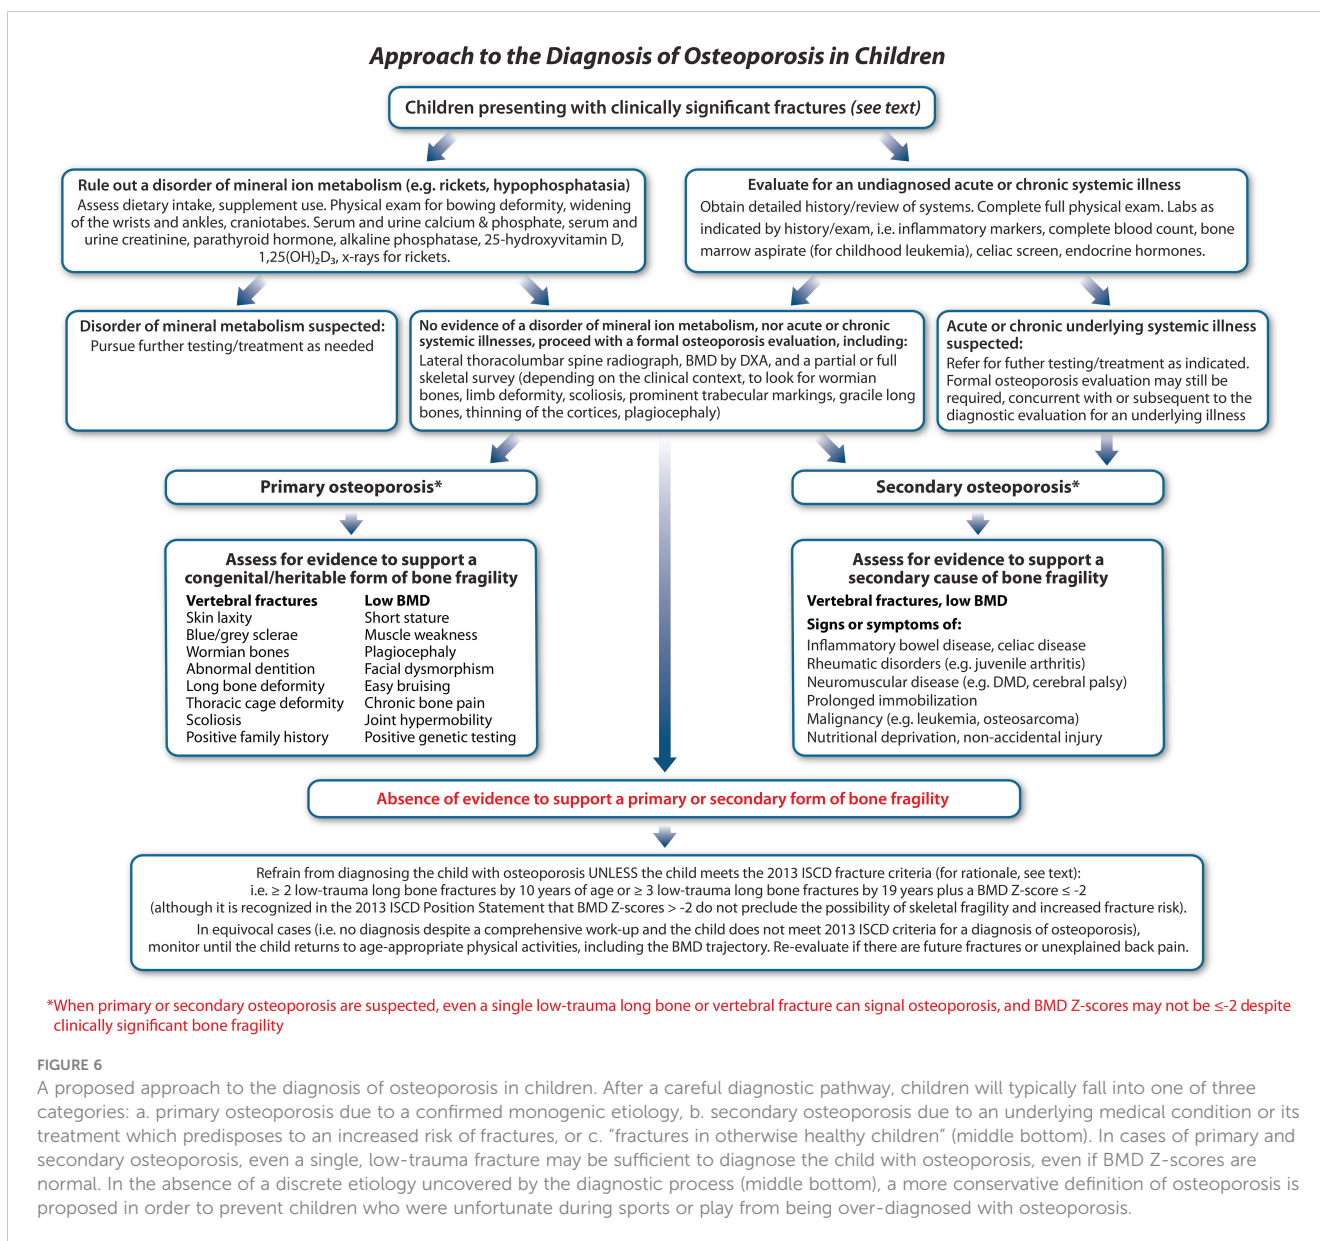 Approach to the Diagnosis of Osteoporosis in Children
Children presenting with clinically significant fractures (see text)
Rule out a disorder of mineral ion metabolism (e.g. rickets, hypophosphatasia)
Assess dietary intake, supplement use. Physical exam for bowing deformity, widening
of the wrists and ankles, craniotabes. Serum and urine calcium & phosphate, serum and
urine creatinine, parathyroid hormone, alkaline phosphatase, 25-hydroxyvitamin D,
1,25(OH)₂D₃, x-rays for rickets.
Evaluate for an undiagnosed acute or chronic systemic illness
Obtain detailed history/review of systems. Complete full physical exam. Labs as
indicated by history/exam, i.e. inflammatory markers, complete blood count, bone
marrow aspirate (for childhood leukemia), celiac screen, endocrine hormones.
Disorder of mineral metabolism suspected:
Pursue further testing/treatment as needed
No evidence of a disorder of mineral ion metabolism, nor acute or chronic
systemic illnesses, proceed with a formal osteoporosis evaluation, including:
Lateral thoracolumbar spine radiograph, BMD by DXA, and a partial or full
skeletal survey (depending on the clinical context, to look for wormian
bones, limb deformity, scoliosis, prominent trabecular markings, gracile long
bones, thinning of the cortices, plagiocephaly)
Acute or chronic underlying systemic illness
suspected:
Refer for futher testing/treatment as indicated.
Formal osteoporosis evaluation may still be
required, concurrent with or subsequent to the
diagnostic evaluation for an underlying illness
Primary osteoporosis*
Secondary osteoporosis*
Assess for evidence to support a
congenital/heritable form of bone fragility
Vertebral fractures
Skin laxity
Blue/grey sclerae
Wormian bones
Abnormal dentition
Long bone deformity
Thoracic cage deformity
Scoliosis
Positive family history
Low BMD
Short stature
Muscle weakness
Plagiocephaly
Facial dysmorphism
Easy bruising
Chronic bone pain
Joint hypermobility
Positive genetic testing
Assess for evidence to support a
secondary cause of bone fragility
Vertebral fractures, low BMD
Signs or symptoms of:
Inflammatory bowel disease, celiac disease
Rheumatic disorders (e.g. juvenile arthritis)
Neuromuscular disease (e.g. DMD, cerebral palsy)
Prolonged immobilization
Malignancy (e.g. leukemia, osteosarcoma)
Nutritional deprivation, non-accidental injury
Absence of evidence to support a primary or secondary form of bone fragility
Refrain from diagnosing the child with osteoporosis UNLESS the child meets the 2013 ISCD fracture criteria (for rationale, see text):
i.e. ≥ 2 low-trauma long bone fractures by 10 years of age or ≥ 3 low-trauma long bone fractures by 19 years plus a BMD Z-score ≤ -2
(although it is recognized in the 2013 ISCD Position Statement that BMD Z-scores > -2 do not preclude the possibility of skeletal fragility and increased fracture risk).
In equivocal cases (i.e. no diagnosis despite a comprehensive work-up and the child does not meet 2013 ISCD criteria for a diagnosis of osteoporosis),
monitor until the child returns to age-appropriate physical activities, including the BMD trajectory. Re-evaluate if there are future fractures or unexplained back pain.
*When primary or secondary osteoporosis are suspected, even a single low-trauma long bone or vertebral fracture can signal osteoporosis, and BMD Z-scores may not be ≤-2 despite
clinically significant bone fragility
FIGURE 6
A proposed approach to the diagnosis of osteoporosis in children. After a careful diagnostic pathway, children will typically fall into one of three
categories: a. primary osteoporosis due to a confirmed monogenic etiology, b. secondary osteoporosis due to an underlying medical condition or its
treatment which predisposes to an increased risk of fractures, or c. “fractures in otherwise healthy children” (middle bottom). In cases of primary and
secondary osteoporosis, even a single, low-trauma fracture may be sufficient to diagnose the child with osteoporosis, even if BMD Z-scores are
normal. In the absence of a discrete etiology uncovered by the diagnostic process (middle bottom), a more conservative definition of osteoporosis is
proposed in order to prevent children who were unfortunate during sports or play from being over-diagnosed with osteoporosis.